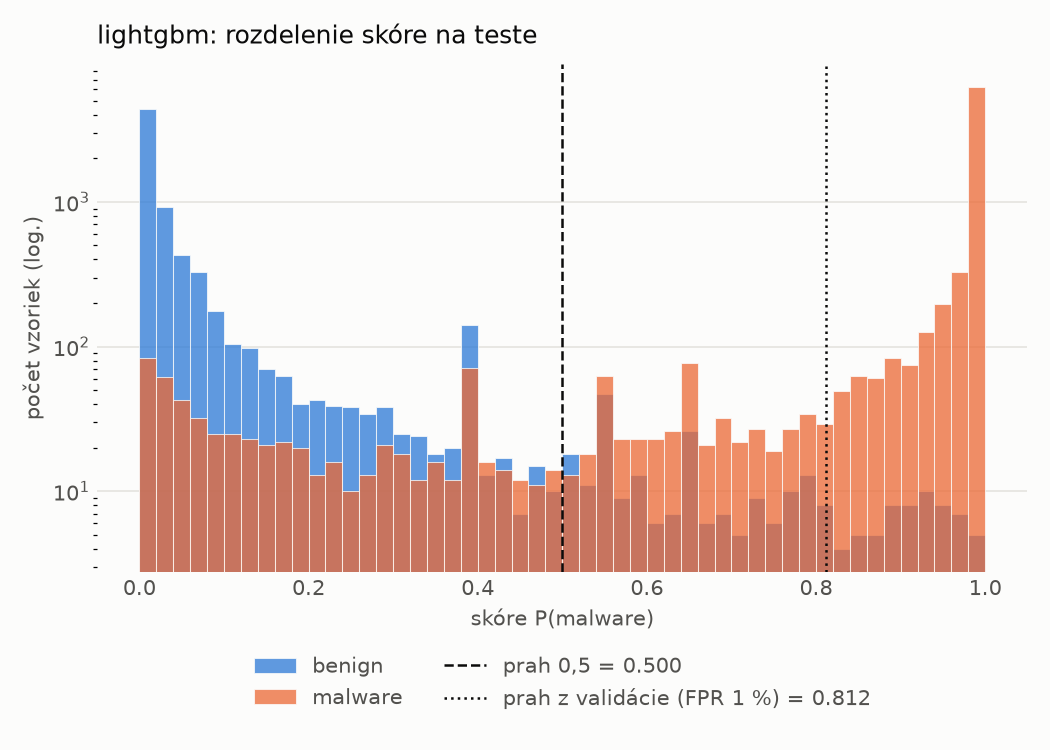 lightgbm: rozdelenie skóre na teste
počet vzoriek (log.)
10³
10²
10¹
0.0 0.2 0.4 0.6 0.8 1.0
skóre P(malware)
benign
malware
prah 0,5 = 0.500
prah z validácie (FPR 1 %) = 0.812